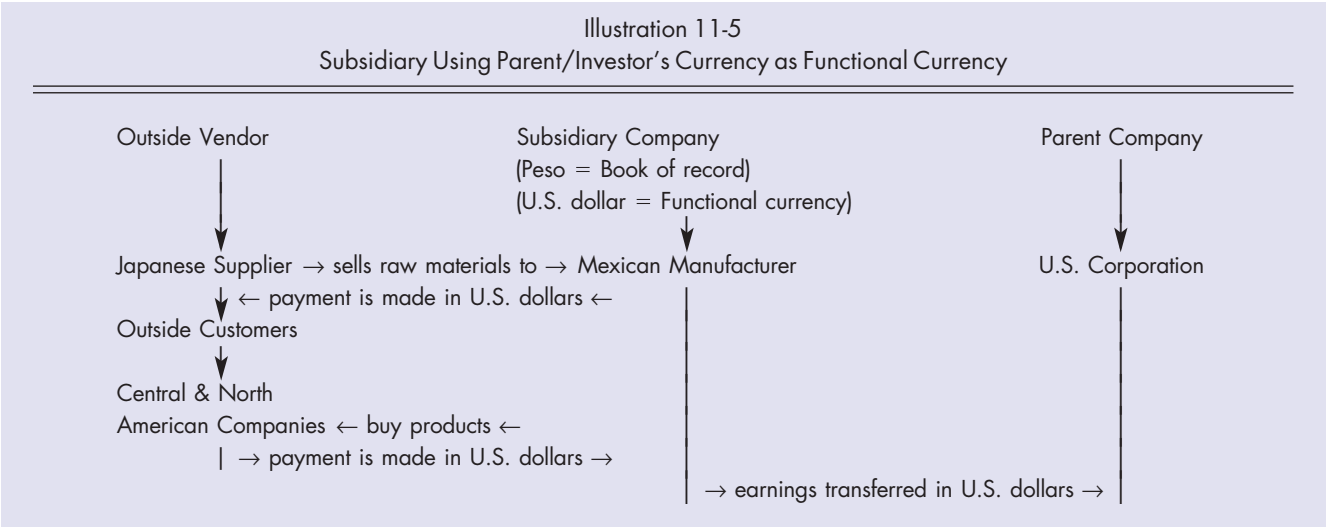 Illustration 11-5
Subsidiary Using Parent/Investor's Currency as Functional Currency
Outside Vendor Subsidiary Company Parent Company
(Peso = Book of record)
(U.S. dollar = Functional currency)
Japanese Supplier → sells raw materials to → Mexican Manufacturer U.S. Corporation
← payment is made in U.S. dollars ←
Outside Customers
Central & North
American Companies ← buy products ←
| → payment is made in U.S. dollars →
→ earnings transferred in U.S. dollars →